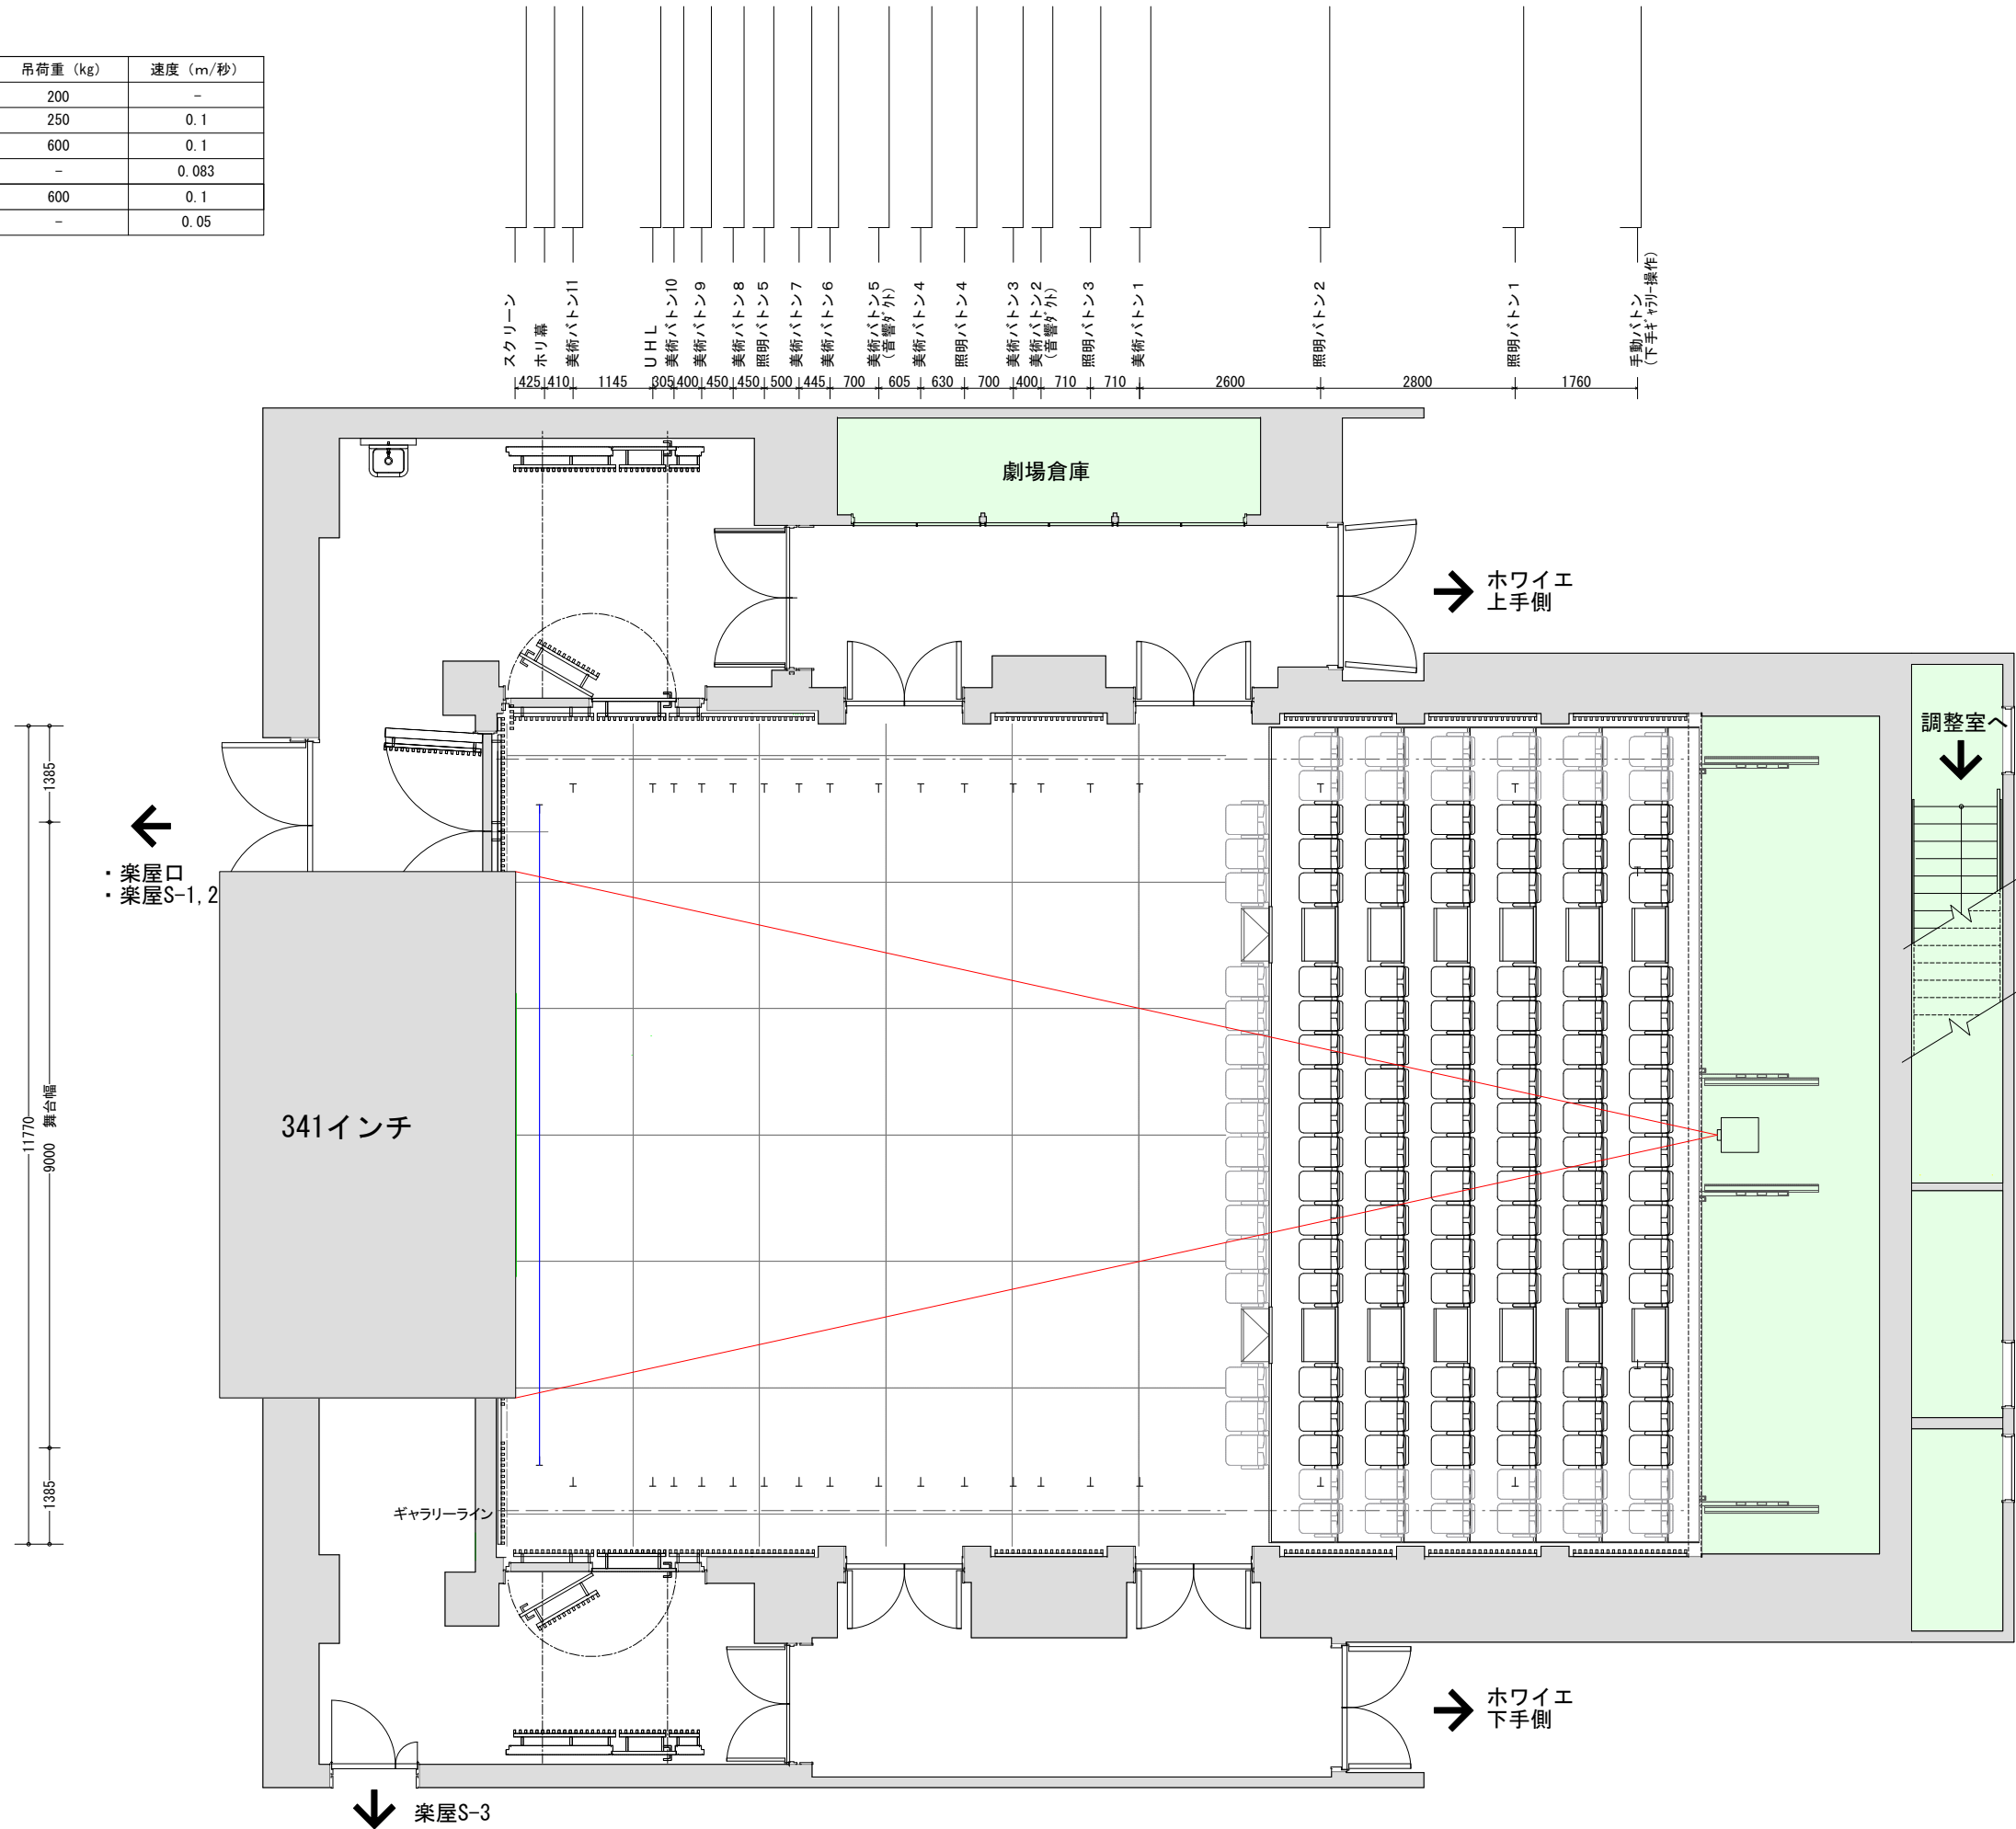 吊荷重（kg） 速度（m/秒）
200 -
250 0.1
600 0.1
- 0.083
600 0.1
- 0.05
スクリーン
ホリ幕
美術バトン11
UHL
美術バトン10
美術バトン9
美術バトン8
照明バトン5
美術バトン7
美術バトン6
美術バトン5
(音響ﾀﾞｸﾄ)
美術バトン4
照明バトン4
美術バトン3
美術バトン2
(音響ﾀﾞｸﾄ)
照明バトン3
美術バトン1
照明バトン2
照明バトン1
手動バトン
(下手ｷﾞｬﾗﾘｰ操作)
425 410 1145 305 400 450 450 500 445 700 605 630 700 400 710 710 2600 2800 1760
劇場倉庫
ホワイエ
上手側
調整室へ
・楽屋口
・楽屋S-1,2
1385
11770
9000 舞台幅
1385
341インチ
ギャラリーライン
ホワイエ
下手側
楽屋S-3